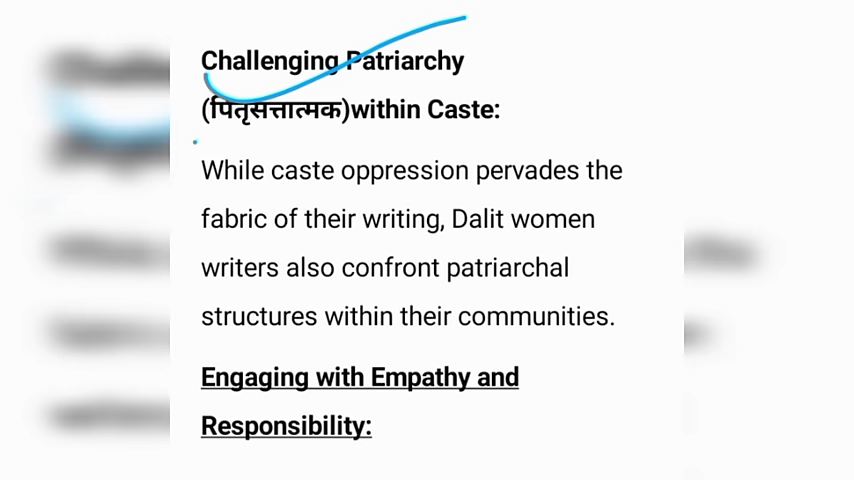 Challenging Patriarchy
(पितृसत्तात्मक)within Caste:
While caste oppression pervades the
fabric of their writing, Dalit women
writers also confront patriarchal
structures within their communities.
Engaging with Empathy and
Responsibility: